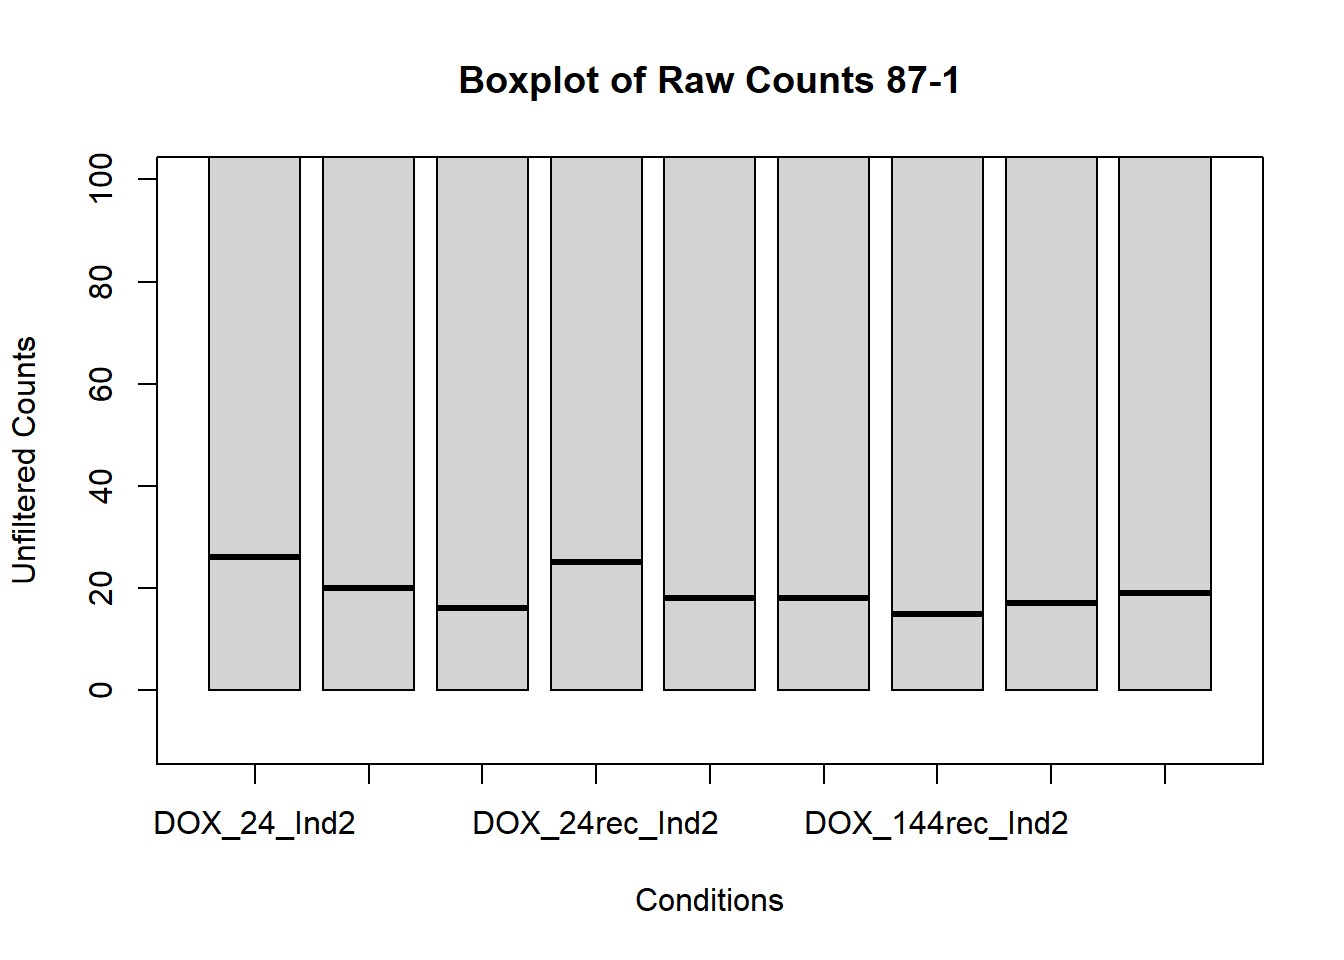 Boxplot of Raw Counts 87-1
Unfiltered Counts
100
80
60
40
20
0
DOX_24_Ind2 DOX_24rec_Ind2 DOX_144rec_Ind2
Conditions